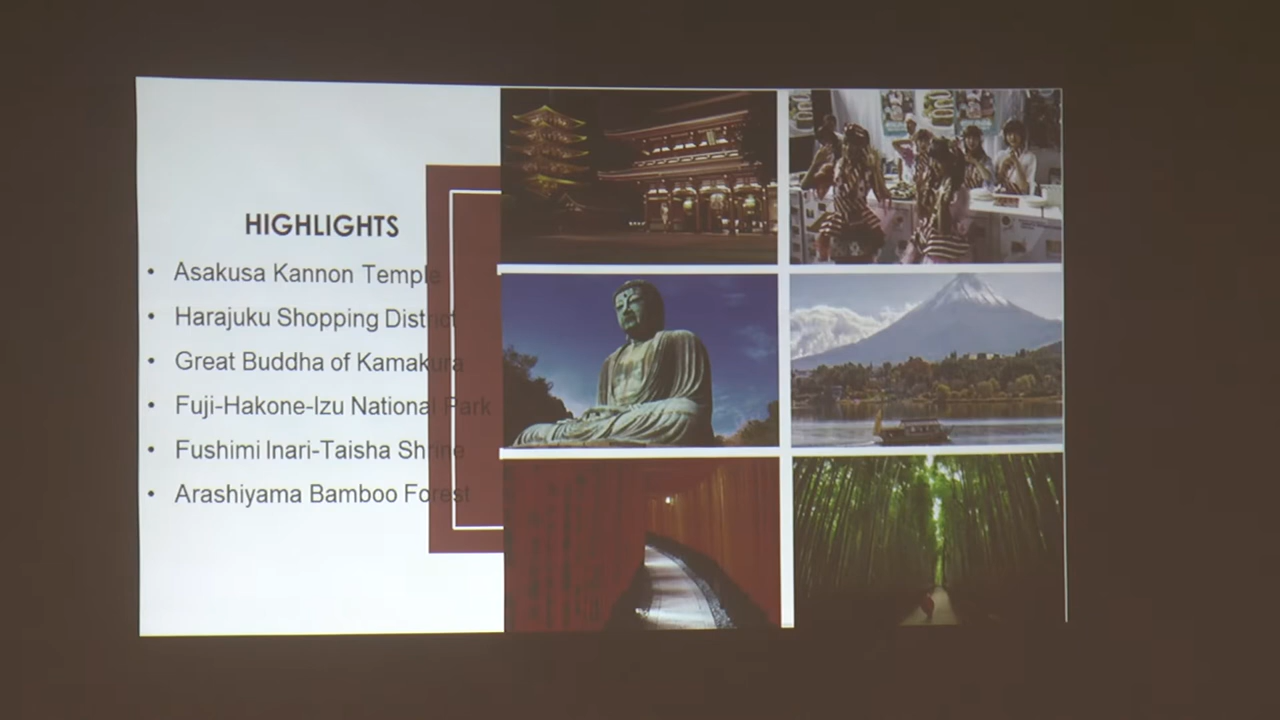 HIGHLIGHTS
• Asakusa Kannon Temple
• Harajuku Shopping District
• Great Buddha of Kamakura
• Fuji-Hakone-Izu National Park
• Fushimi Inari-Taisha Shrine
• Arashiyama Bamboo Forest